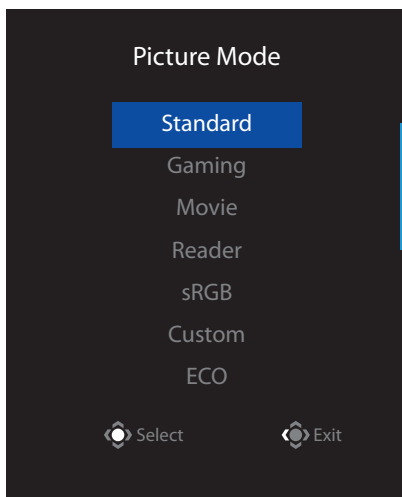 Picture Mode
Standard
Gaming
Movie
Reader
sRGB
Custom
ECO
Select Exit